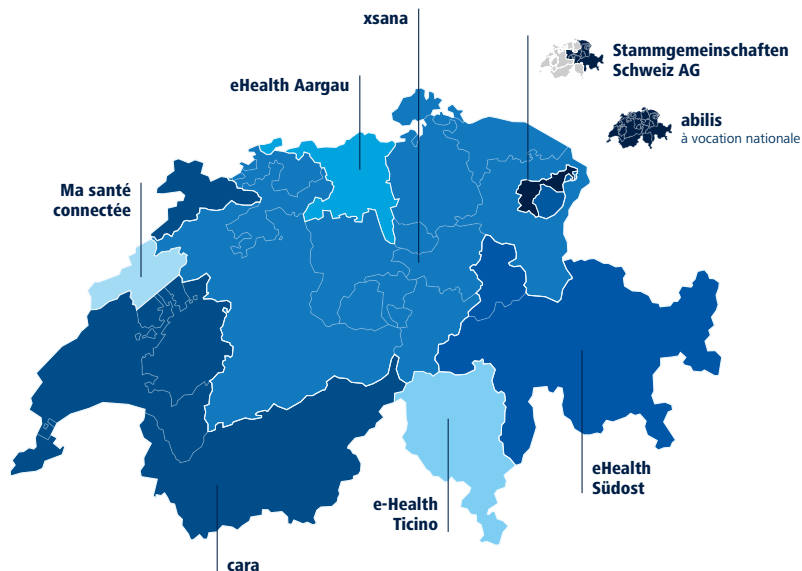 xsana
Stammgemeinschaften
Schweiz AG
eHealth Aargau
abilis
à vocation nationale
Ma santé
connectée
eHealth
Südost
e-Health
Ticino
cara